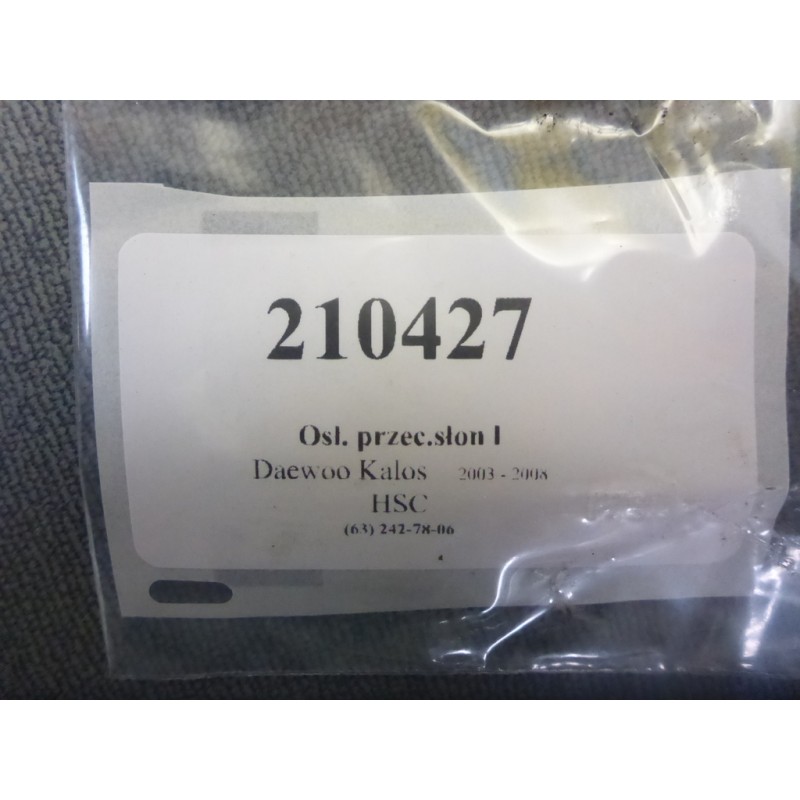 210427
Osl. przec.słon l
Daewoo Kalos 2003 - 2008
HSC
(63) 242-78-06